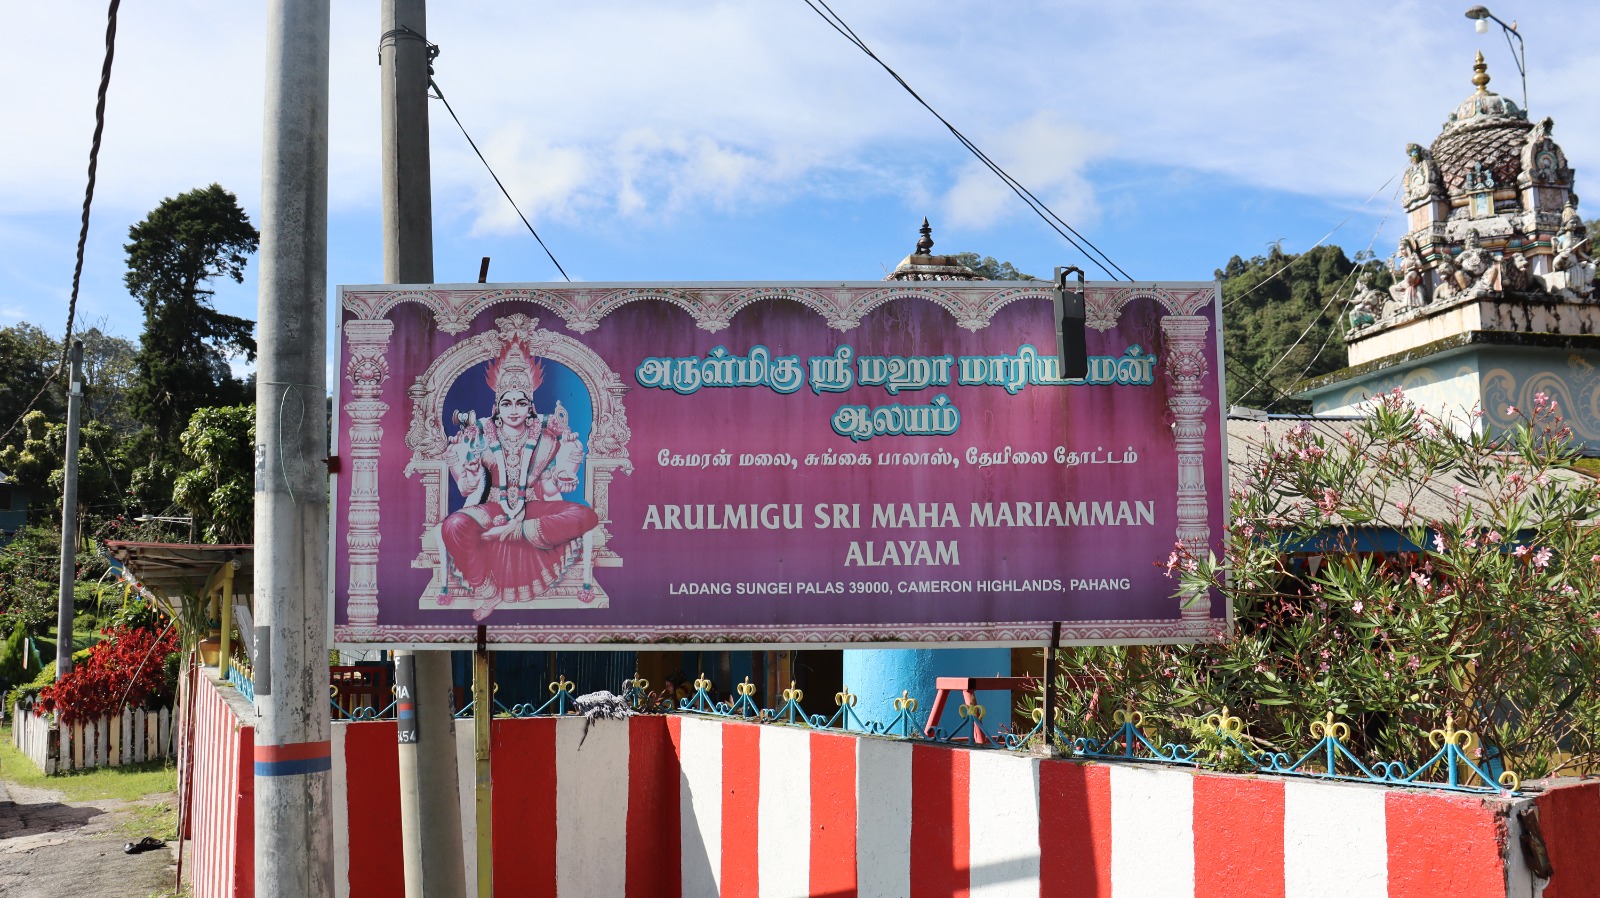 அருள்மிகு ஸ்ரீ மஹா மாரியம்மன்
ஆலயம்
கேமரன் மலை, சுங்கை பாலாஸ், தேயிலை தோட்டம்
ARULMIGU SRI MAHA MARIAMMAN
ALAYAM
LADANG SUNGEI PALAS 39000, CAMERON HIGHLANDS, PAHANG